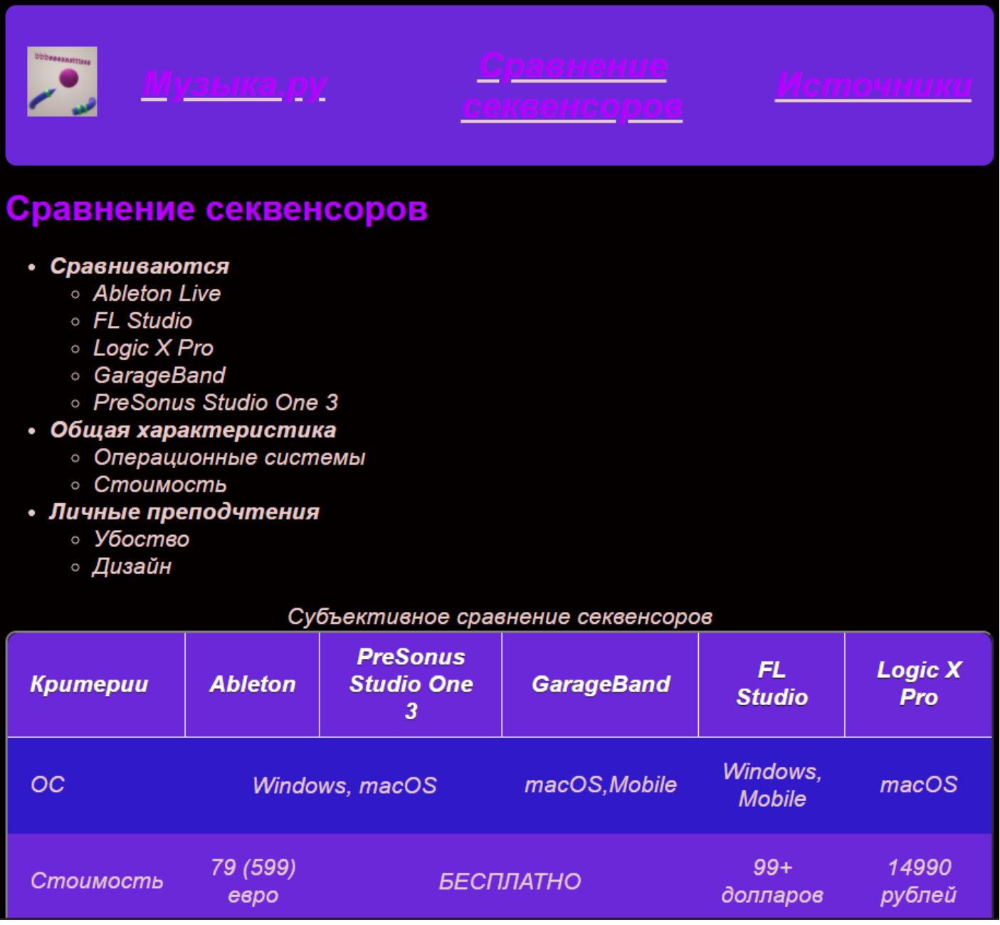 Музыка.ру
Сравнение
секвенсоров
Источники
Сравнение секвенсоров
Сравниваются
Ableton Live
FL Studio
Logic X Pro
GarageBand
PreSonus Studio One 3
Общая характеристика
Операционные системы
Стоимость
Личные преподчтения
Убоство
Дизайн
Субъективное сравнение секвенсоров
Критерии
Ableton
PreSonus
Studio One
3
GarageBand
FL
Studio
Logic X
Pro
ОС
Windows, macOS
macOS,Mobile
Windows,
Mobile
macOS
Стоимость
79 (599)
евро
БЕСПЛАТНО
99+
долларов
14990
рублей